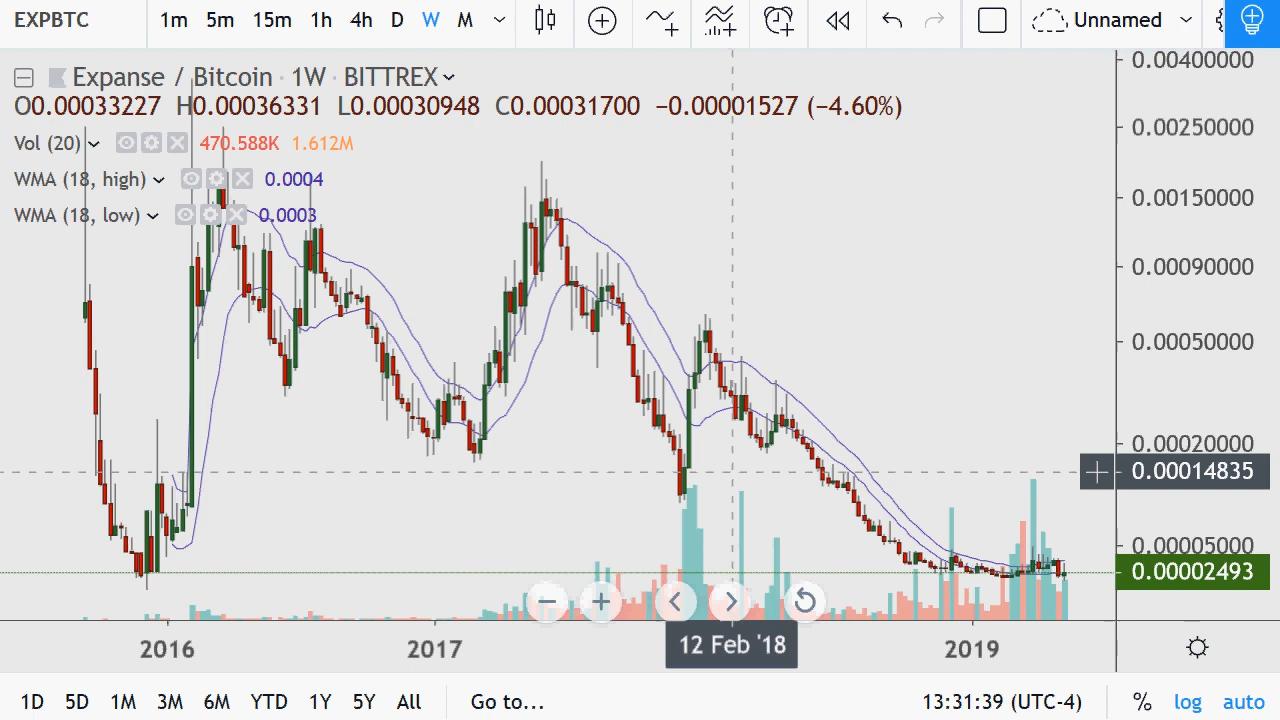 EXPBTC 1m 5m 15m 1h 4h D W M Unnamed
Expanse / Bitcoin · 1W · BITTREX
O0.00033227 H0.00036331 L0.00030948 C0.00031700 −0.00001527 (−4.60%)
Vol (20) 470.588K 1.612M
WMA (18, high) 0.0004
WMA (18, low) 0.0003
0.00400000
0.00250000
0.00150000
0.00090000
0.00050000
0.00020000
0.00014835
0.00005000
0.00002493
2016 2017 12 Feb '18 2019
1D 5D 1M 3M 6M YTD 1Y 5Y All Go to... 13:31:39 (UTC-4) % log auto